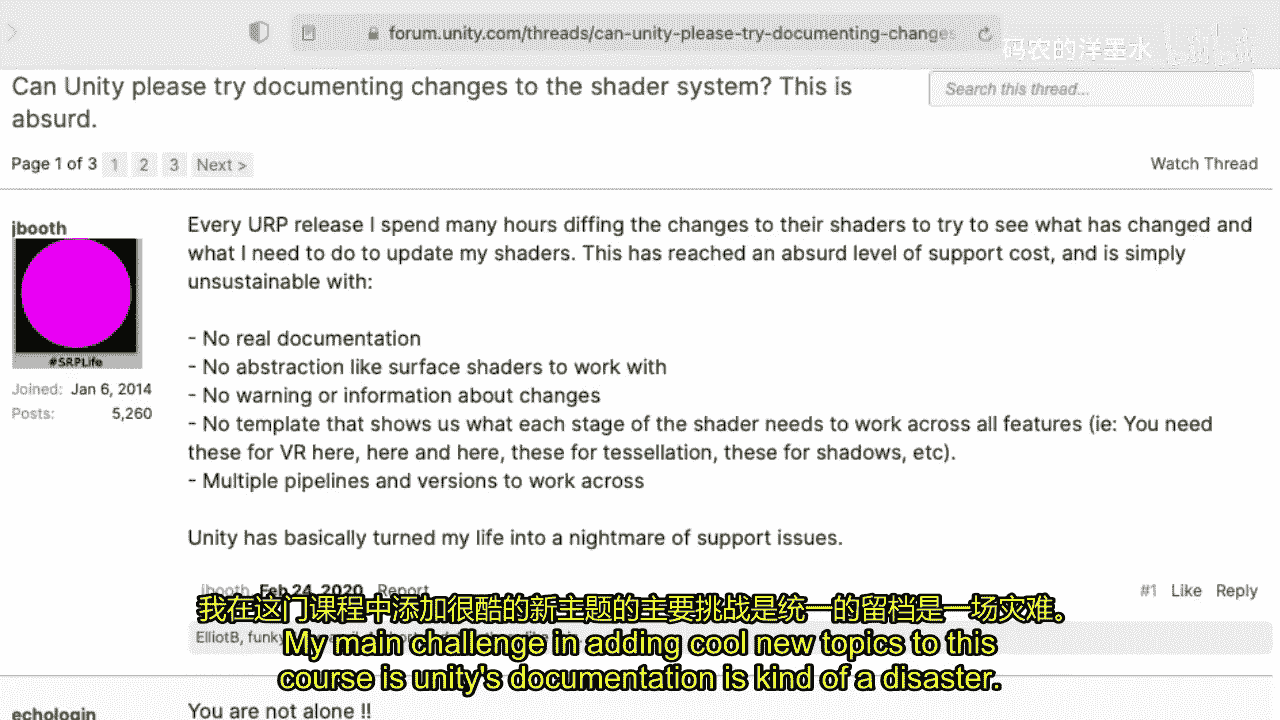 forum.unity.com/threads/can-unity-please-try-documenting-changes
码农的洋墨水 bilibili
Can Unity please try documenting changes to the shader system? This is
absurd.
Search this thread...
Page 1 of 3 1 2 3 Next >
Watch Thread
jbooth
#SRPLife
Joined: Jan 6, 2014
Posts: 5,260
Every URP release I spend many hours diffing the changes to their shaders to try to see what has changed and
what I need to do to update my shaders. This has reached an absurd level of support cost, and is simply
unsustainable with:
- No real documentation
- No abstraction like surface shaders to work with
- No warning or information about changes
- No template that shows us what each stage of the shader needs to work across all features (ie: You need
these for VR here, here and here, these for tessellation, these for shadows, etc).
- Multiple pipelines and versions to work across
Unity has basically turned my life into a nightmare of support issues.
jbooth, Feb 24, 2020 Report
#1 Like Reply
我在这门课程中添加很酷的新主题的主要挑战是统一的留档是一场灾难。
ElliotB,
My main challenge in adding cool new topics to this
course is unity's documentation is kind of a disaster.
echologin
You are not alone !!